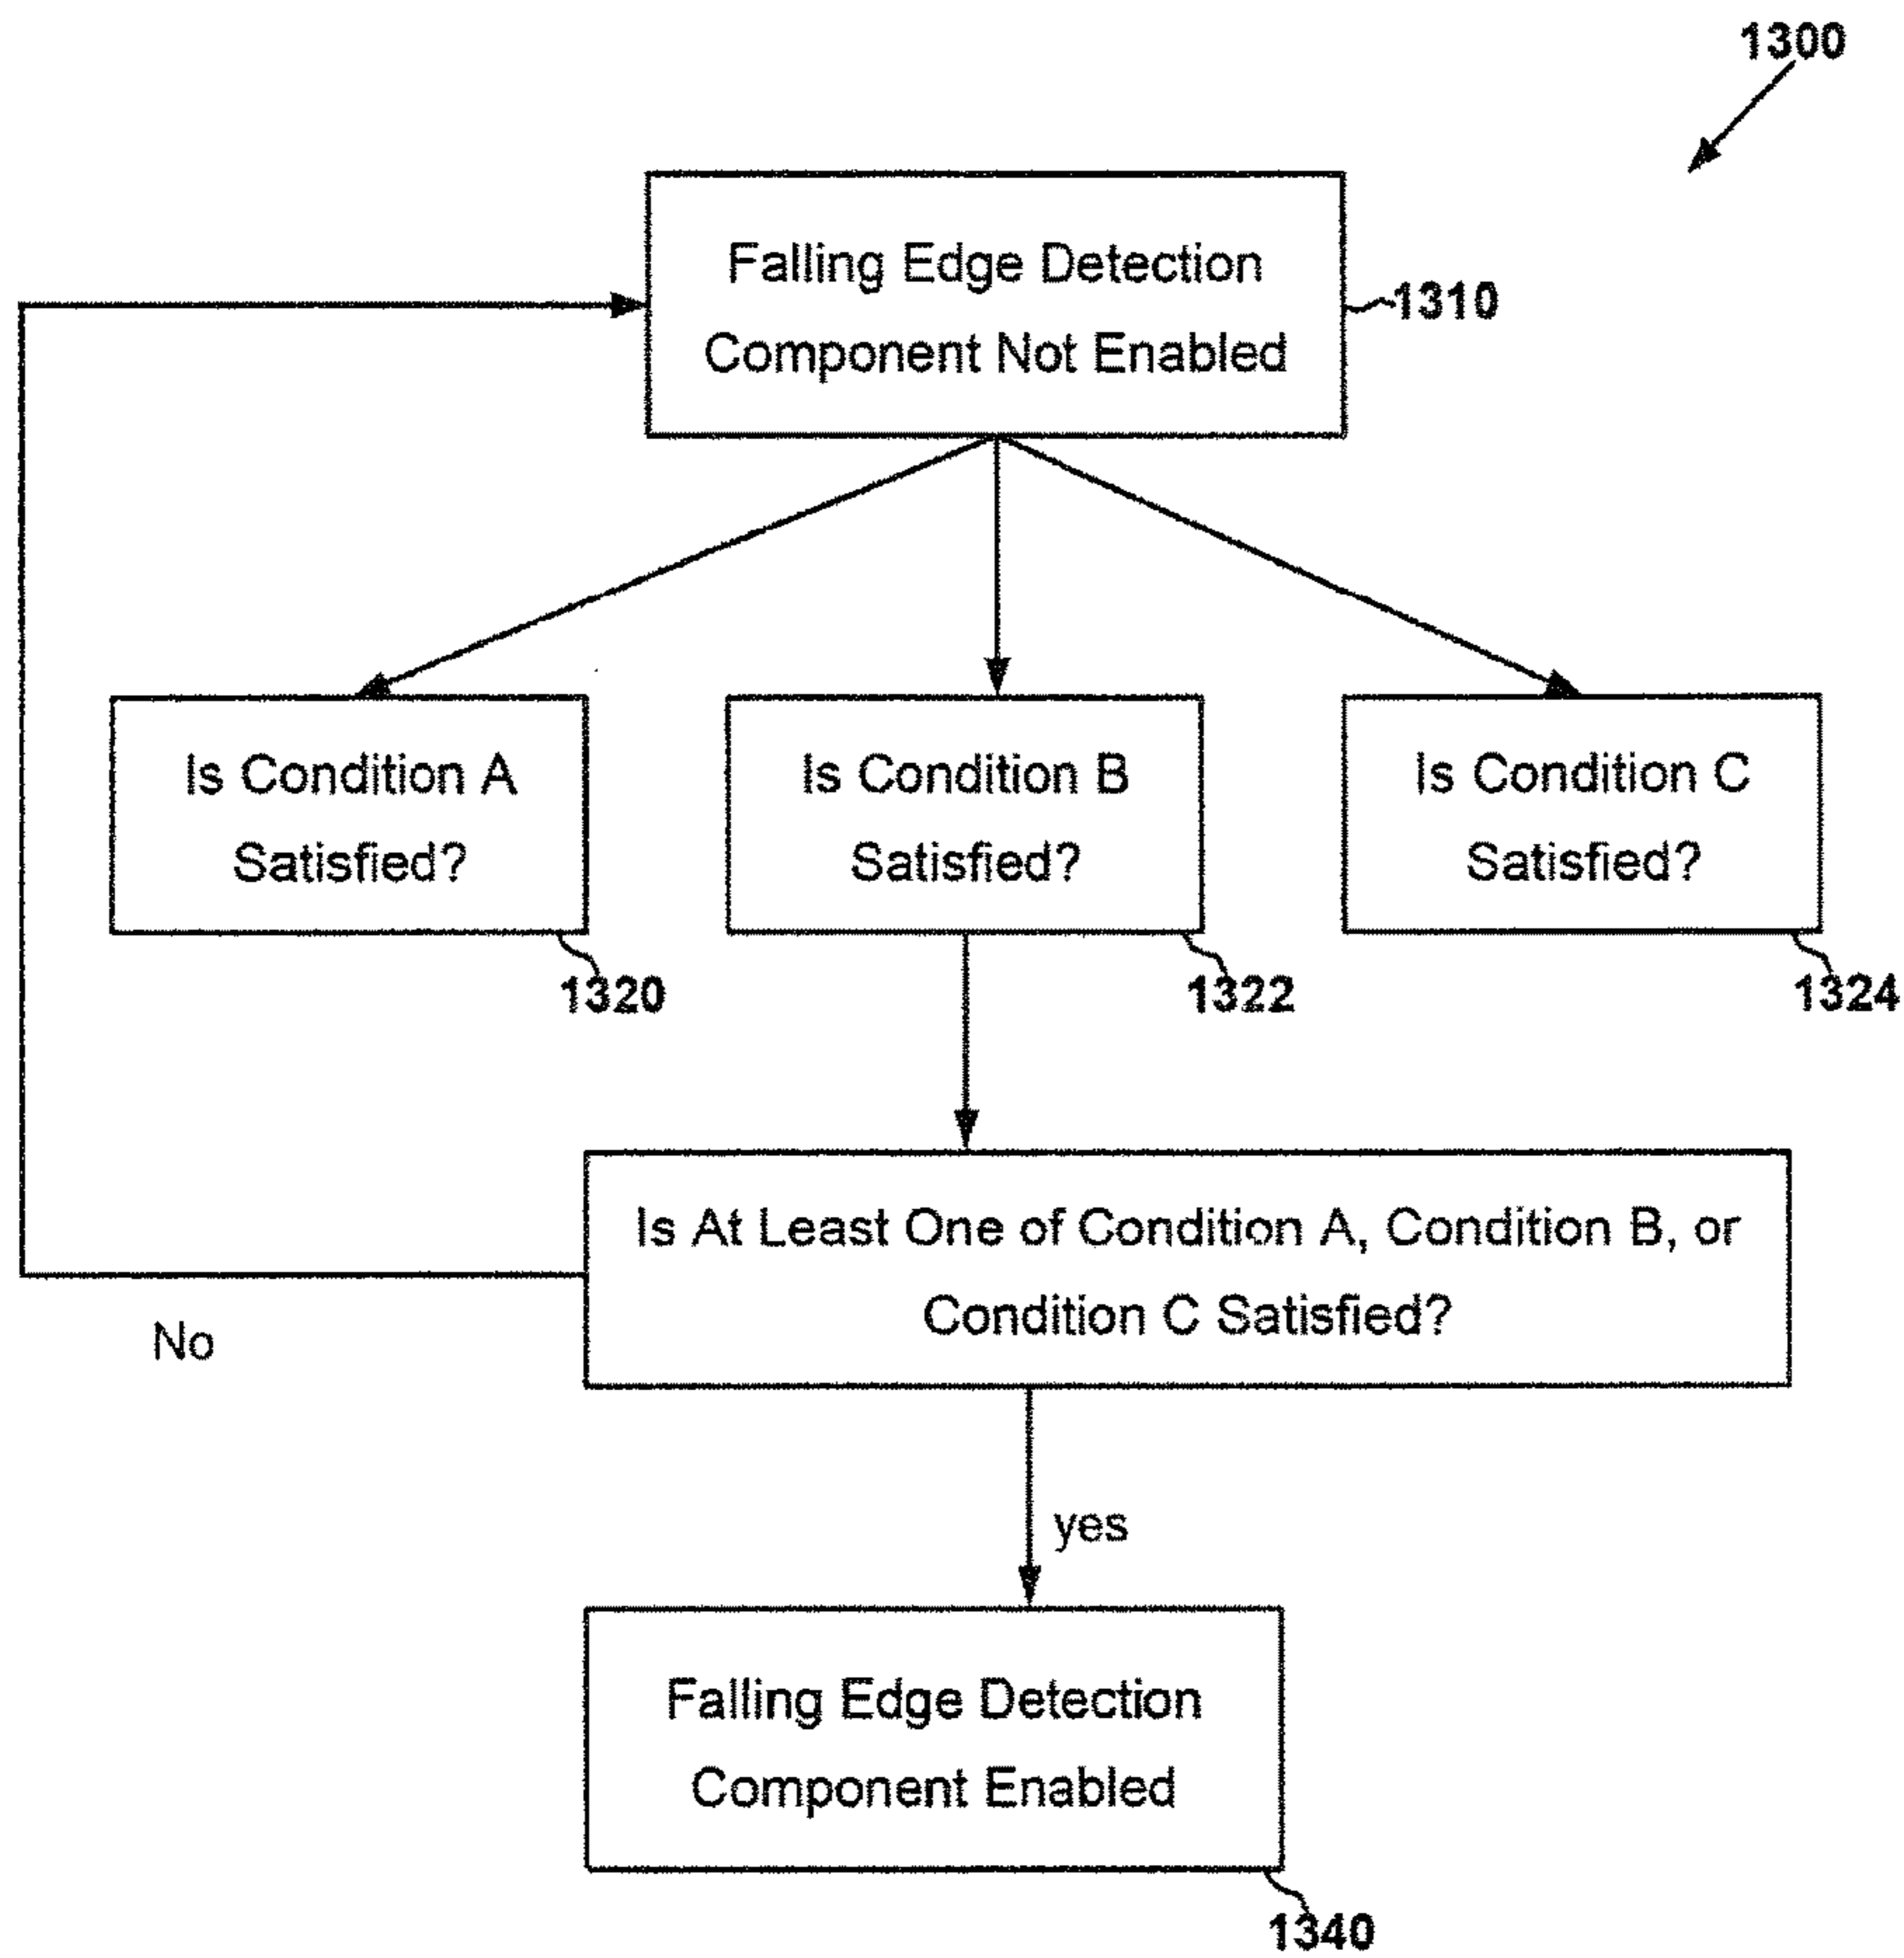 1300
Falling Edge Detection
Component Not Enabled
1310
Is Condition A
Satisfied?
1320
Is Condition B
Satisfied?
1322
Is Condition C
Satisfied?
1324
Is At Least One of Condition A, Condition B, or
Condition C Satisfied?
No
yes
Falling Edge Detection
Component Enabled
1340